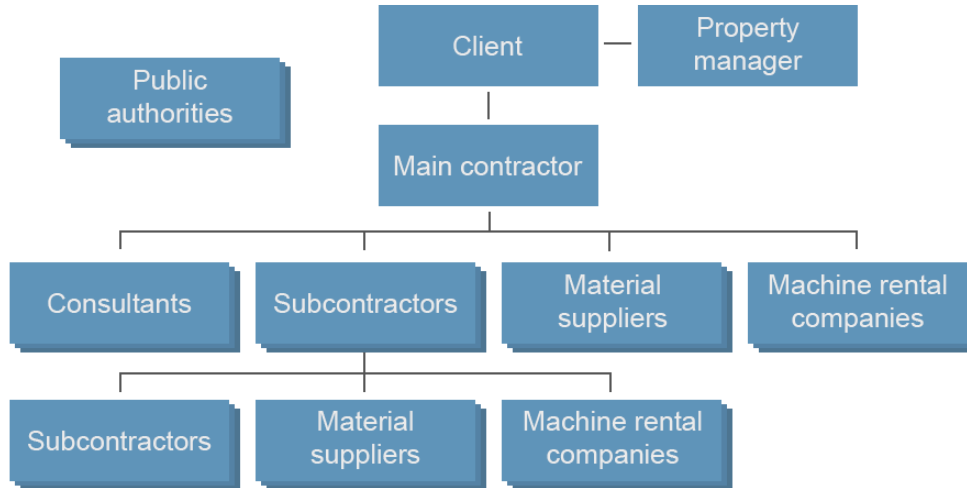 Client
Property
manager
Public
authorities
Main contractor
Consultants
Subcontractors
Material
suppliers
Machine rental
companies
Subcontractors
Material
suppliers
Machine rental
companies